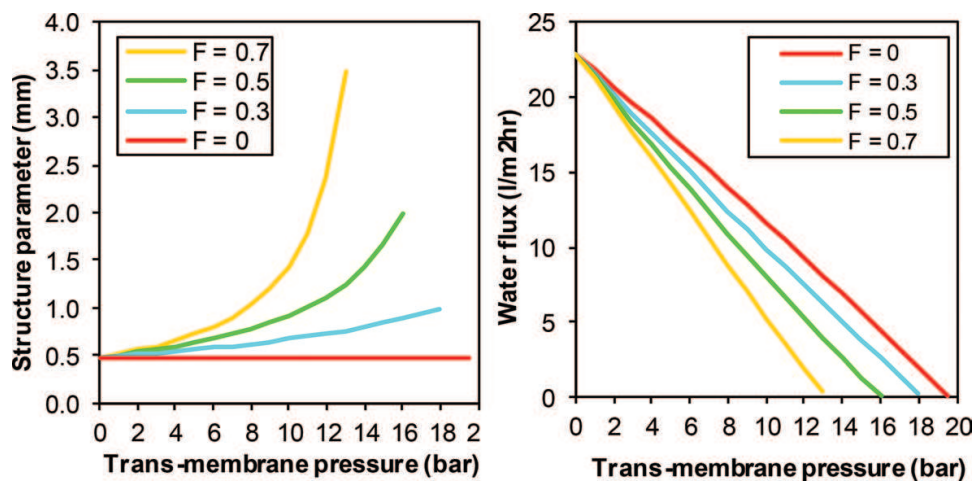 4.0
3.5
3.0
2.5
2.0
1.5
1.0
0.5
0.0
Structure parameter (mm)
F = 0.7
F = 0.5
F = 0.3
F = 0
0 2 4 6 8 10 12 14 16 18 2
Trans-membrane pressure (bar)
25
20
15
10
5
0
Water flux (l/m2hr)
F = 0
F = 0.3
F = 0.5
F = 0.7
0 2 4 6 8 10 12 14 16 18 20
Trans-membrane pressure (bar)